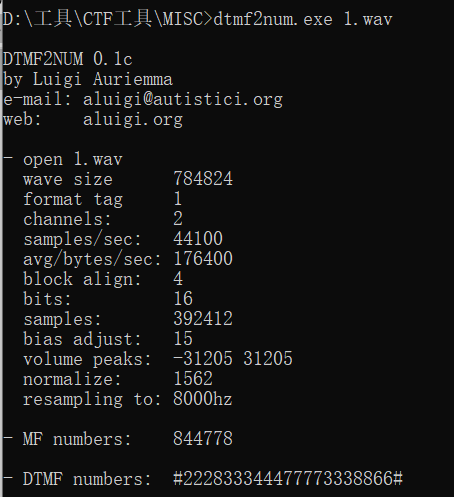 D:\工具\CTF工具\MISC>dtmf2num.exe 1.wav
DTMF2NUM 0.1c
by Luigi Auriemma
e-mail: aluigi@autistici.org
web:    aluigi.org
- open 1.wav
wave size      784824
format tag     1
channels:      2
samples/sec:   44100
avg/bytes/sec: 176400
block align:   4
bits:          16
samples:       392412
bias adjust:   15
volume peaks:  -31205 31205
normalize:     1562
resampling to: 8000hz
- MF numbers:    844778
- DTMF numbers:  #222833344477773338866#